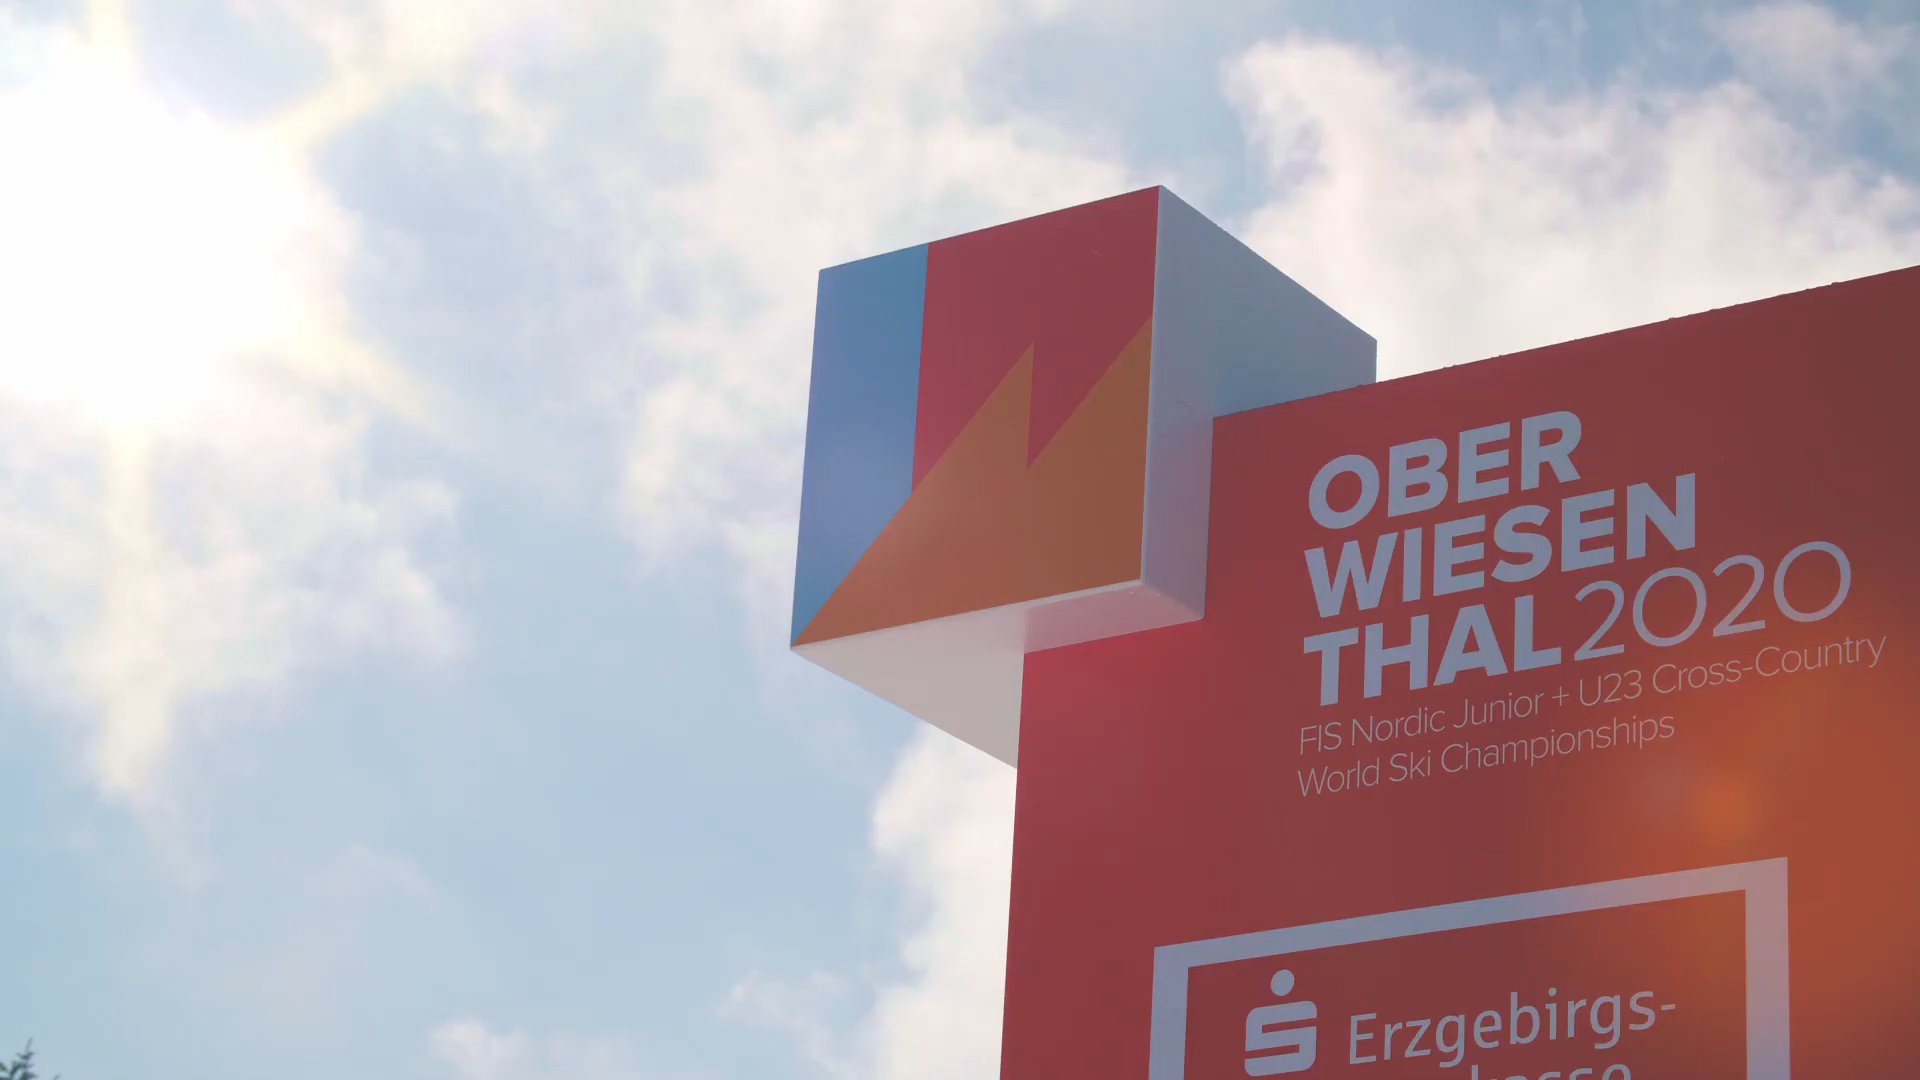 OBER
WIESEN
THAL2020
FIS Nordic Junior + U23 Cross-Country
World Ski Championships
Erzgebirgs-